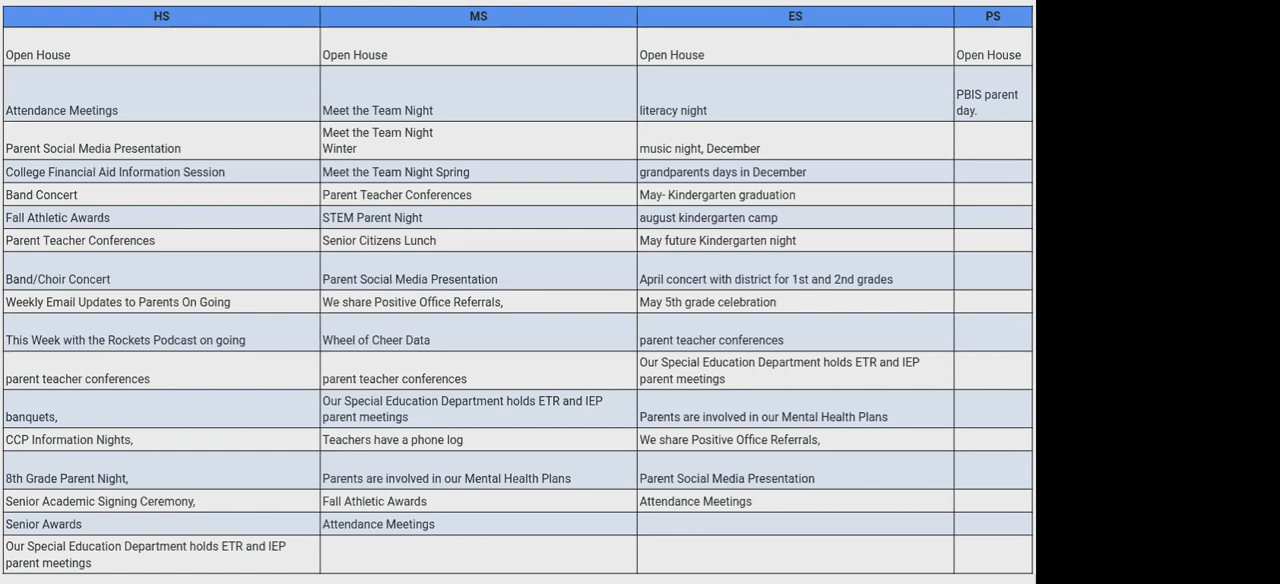 HS MS ES PS
Open House Open House Open House Open House
Attendance Meetings Meet the Team Night literacy night PBIS parent
day.
Parent Social Media Presentation Meet the Team Night
Winter music night, December
College Financial Aid Information Session Meet the Team Night Spring grandparents days in December
Band Concert Parent Teacher Conferences May- Kindergarten graduation
Fall Athletic Awards STEM Parent Night august kindergarten camp
Parent Teacher Conferences Senior Citizens Lunch May future Kindergarten night
Band/Choir Concert Parent Social Media Presentation April concert with district for 1st and 2nd grades
Weekly Email Updates to Parents On Going We share Positive Office Referrals, May 5th grade celebration
This Week with the Rockets Podcast on going Wheel of Cheer Data parent teacher conferences
parent teacher conferences parent teacher conferences Our Special Education Department holds ETR and IEP
parent meetings
banquets, Our Special Education Department holds ETR and IEP
parent meetings Parents are involved in our Mental Health Plans
CCP Information Nights, Teachers have a phone log We share Positive Office Referrals,
8th Grade Parent Night, Parents are involved in our Mental Health Plans Parent Social Media Presentation
Senior Academic Signing Ceremony, Fall Athletic Awards Attendance Meetings
Senior Awards Attendance Meetings
Our Special Education Department holds ETR and IEP
parent meetings